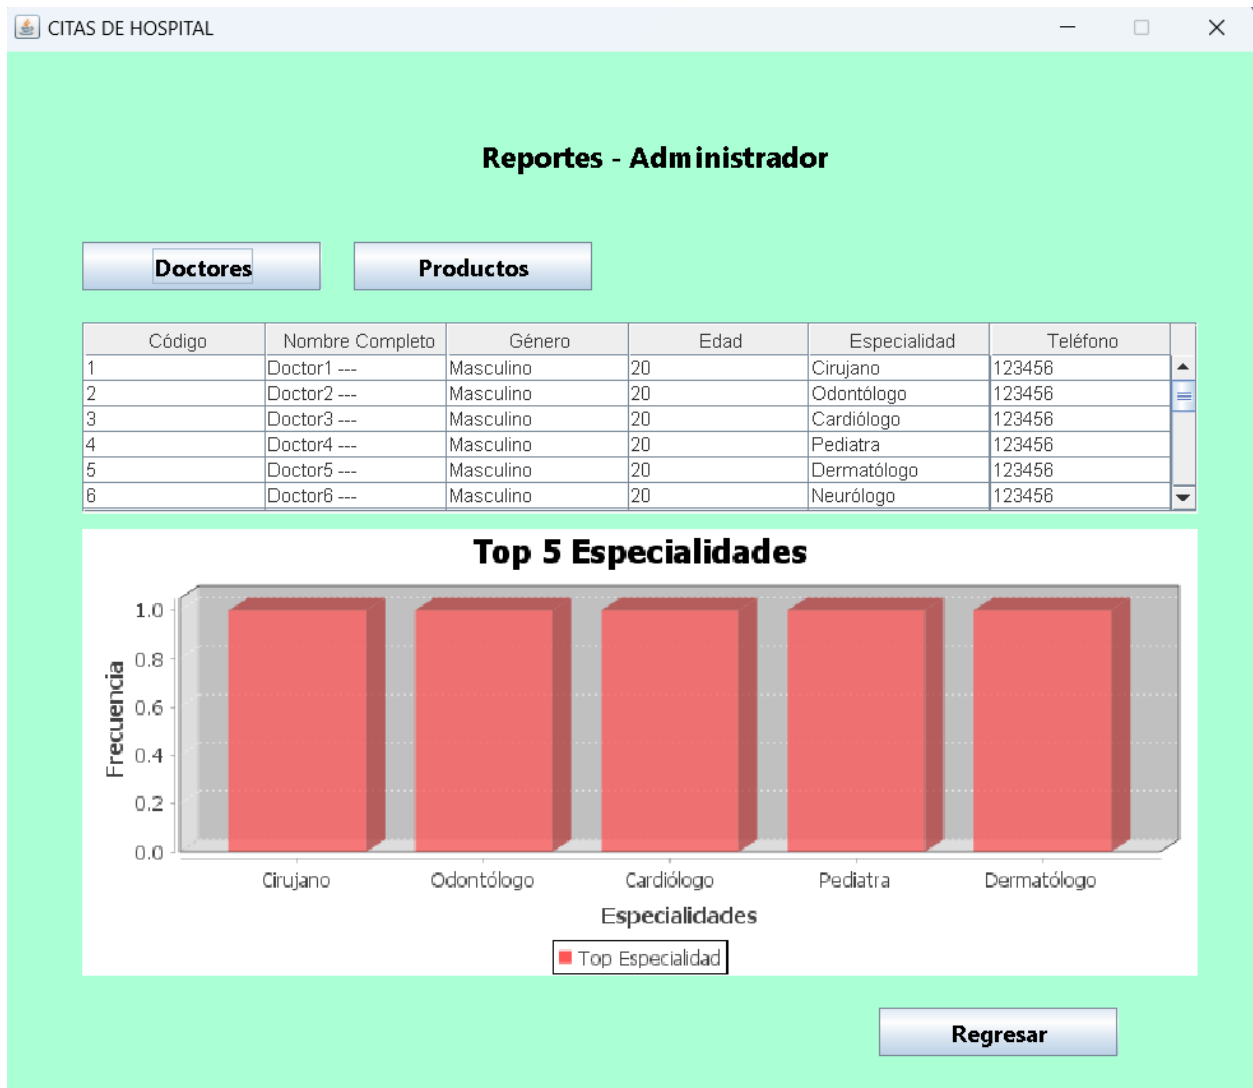 CITAS DE HOSPITAL
Reportes - Administrador
Doctores Productos
Código Nombre Completo Género Edad Especialidad Teléfono
1 Doctor1 --- Masculino 20 Cirujano 123456
2 Doctor2 --- Masculino 20 Odontólogo 123456
3 Doctor3 --- Masculino 20 Cardiólogo 123456
4 Doctor4 --- Masculino 20 Pediatra 123456
5 Doctor5 --- Masculino 20 Dermatólogo 123456
6 Doctor6 --- Masculino 20 Neurólogo 123456
Top 5 Especialidades
Frecuencia
1.0
0.8
0.6
0.4
0.2
0.0
Cirujano Odontólogo Cardiólogo Pediatra Dermatólogo
Especialidades
Top Especialidad
Regresar